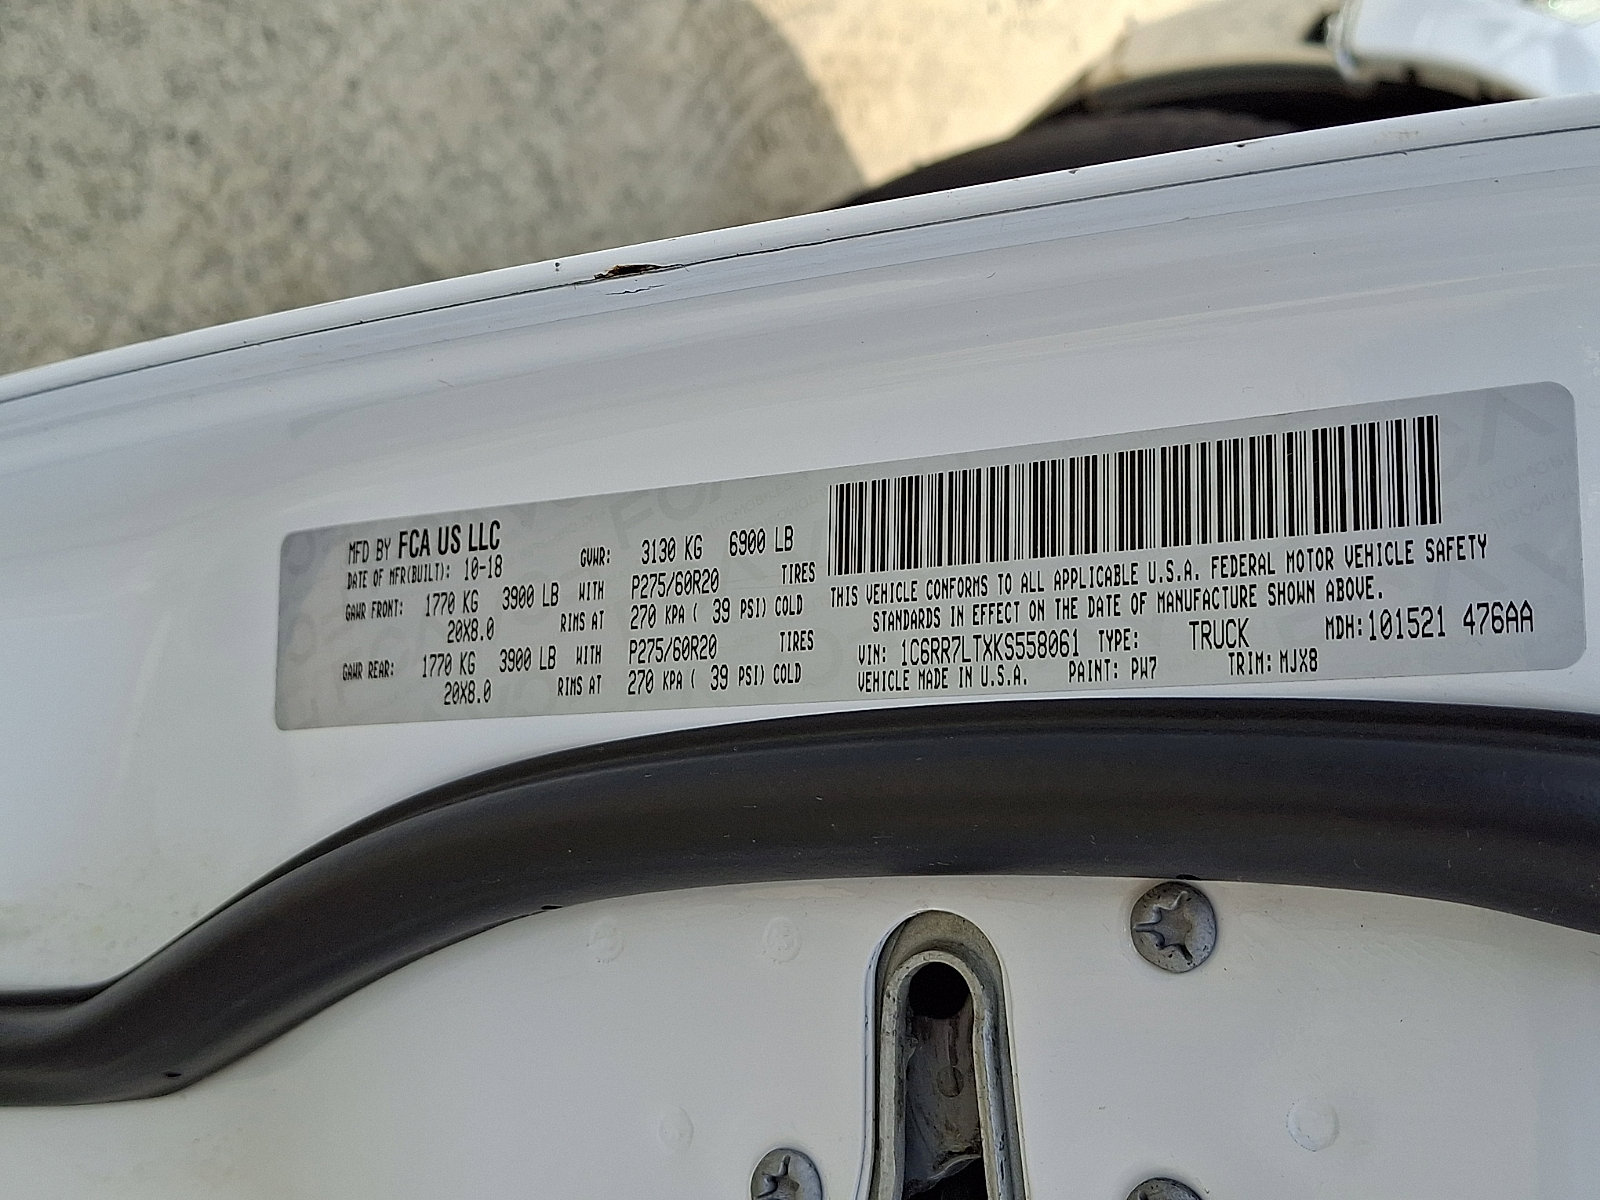 MFD BY FCA US LLC
DATE OF MFR(BUILT): 10-18 GVWR: 3130 KG 6900 LB
GAWR FRONT: 1770 KG 3900 LB WITH P275/60R20 TIRES
20X8.0 RIMS AT 270 KPA ( 39 PSI) COLD
GAWR REAR: 1770 KG 3900 LB WITH P275/60R20 TIRES
20X8.0 RIMS AT 270 KPA ( 39 PSI) COLD
THIS VEHICLE CONFORMS TO ALL APPLICABLE U.S.A. FEDERAL MOTOR VEHICLE SAFETY
STANDARDS IN EFFECT ON THE DATE OF MANUFACTURE SHOWN ABOVE.
VIN: 1C6RR7LTXKS558061 TYPE: TRUCK MDH:101521 476AA
VEHICLE MADE IN U.S.A. PAINT: PW7 TRIM: MJX8